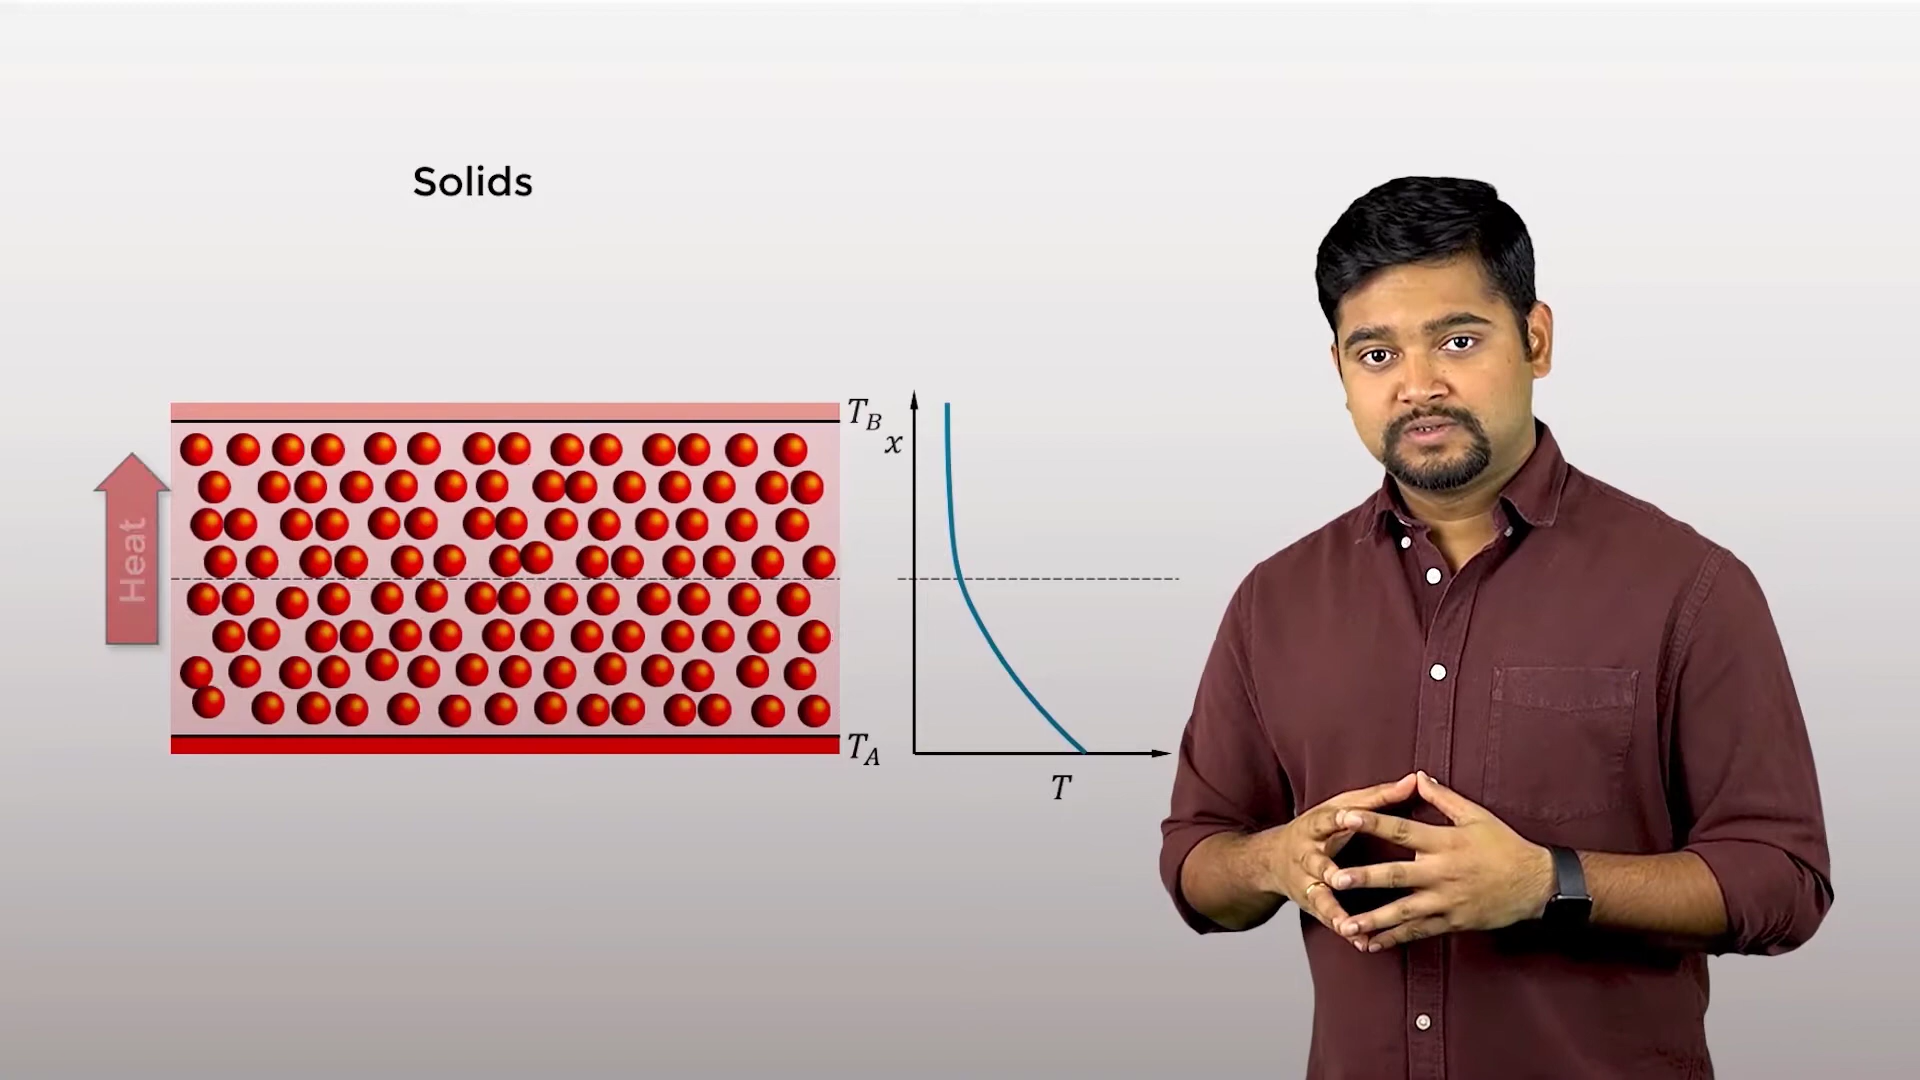 Solids
Heat
T_B
x
T_A
T